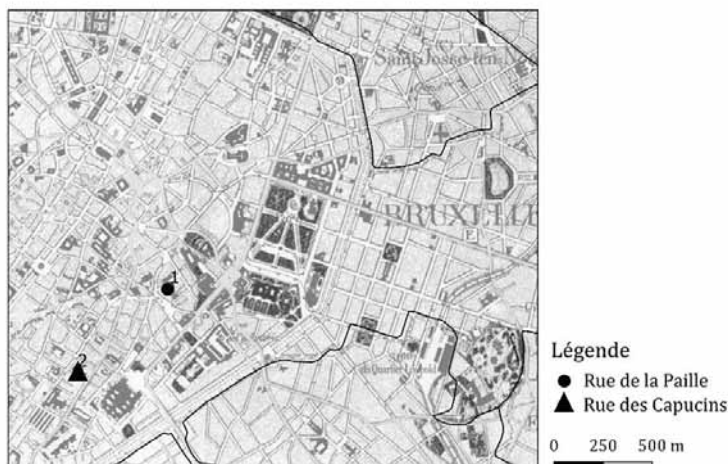 Saint-Josse-ten-
BRUXELLE
1
2
Légende
Rue de la Paille
Rue des Capucins
0 250 500 m